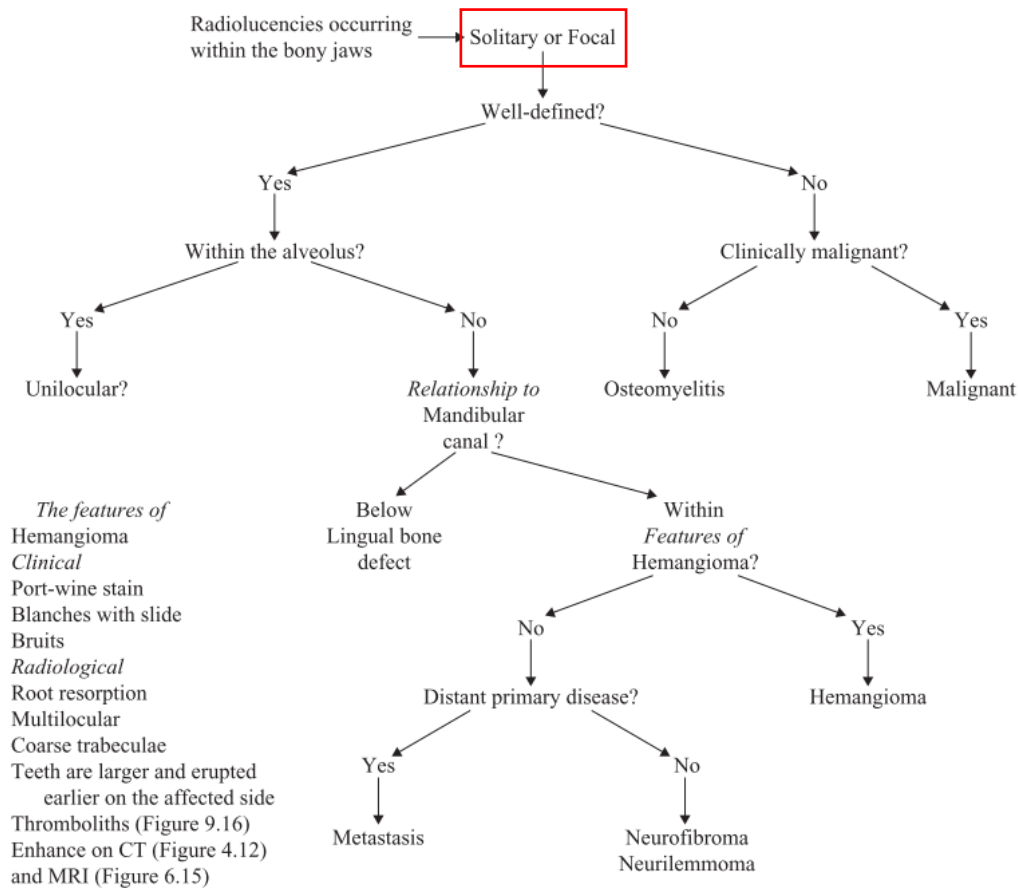 Radiolucencies occurring
within the bony jaws
Solitary or Focal
Well-defined?
Yes
No
Within the alveolus?
Clinically malignant?
Yes
No
No
Yes
Unilocular?
Relationship to
Mandibular
canal ?
Osteomyelitis
Malignant
Below
Lingual bone
defect
Within
Features of
Hemangioma?
No
Yes
Distant primary disease?
Hemangioma
Yes
No
Metastasis
Neurofibroma
Neurilemmoma
The features of
Hemangioma
Clinical
Port-wine stain
Blanches with slide
Bruits
Radiological
Root resorption
Multilocular
Coarse trabeculae
Teeth are larger and erupted
earlier on the affected side
Thromboliths (Figure 9.16)
Enhance on CT (Figure 4.12)
and MRI (Figure 6.15)